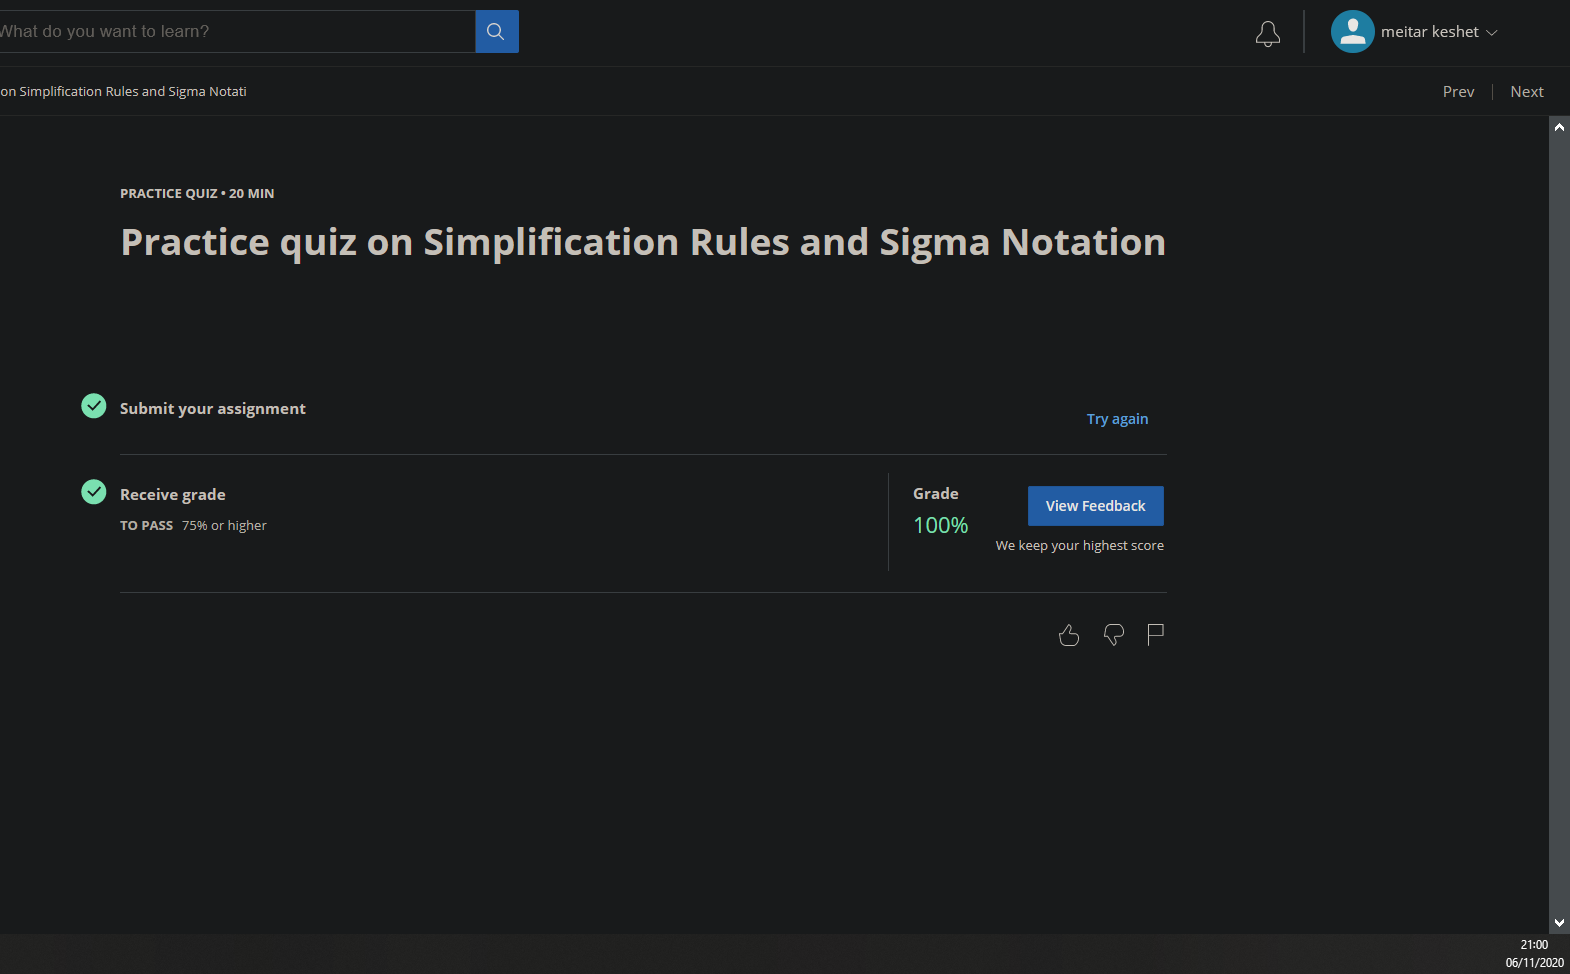 What do you want to learn?
meitar keshet
on Simplification Rules and Sigma Notati
Prev
Next
PRACTICE QUIZ • 20 MIN
Practice quiz on Simplification Rules and Sigma Notation
Submit your assignment
Try again
Receive grade
TO PASS 75% or higher
Grade
100%
View Feedback
We keep your highest score
21:00
06/11/2020